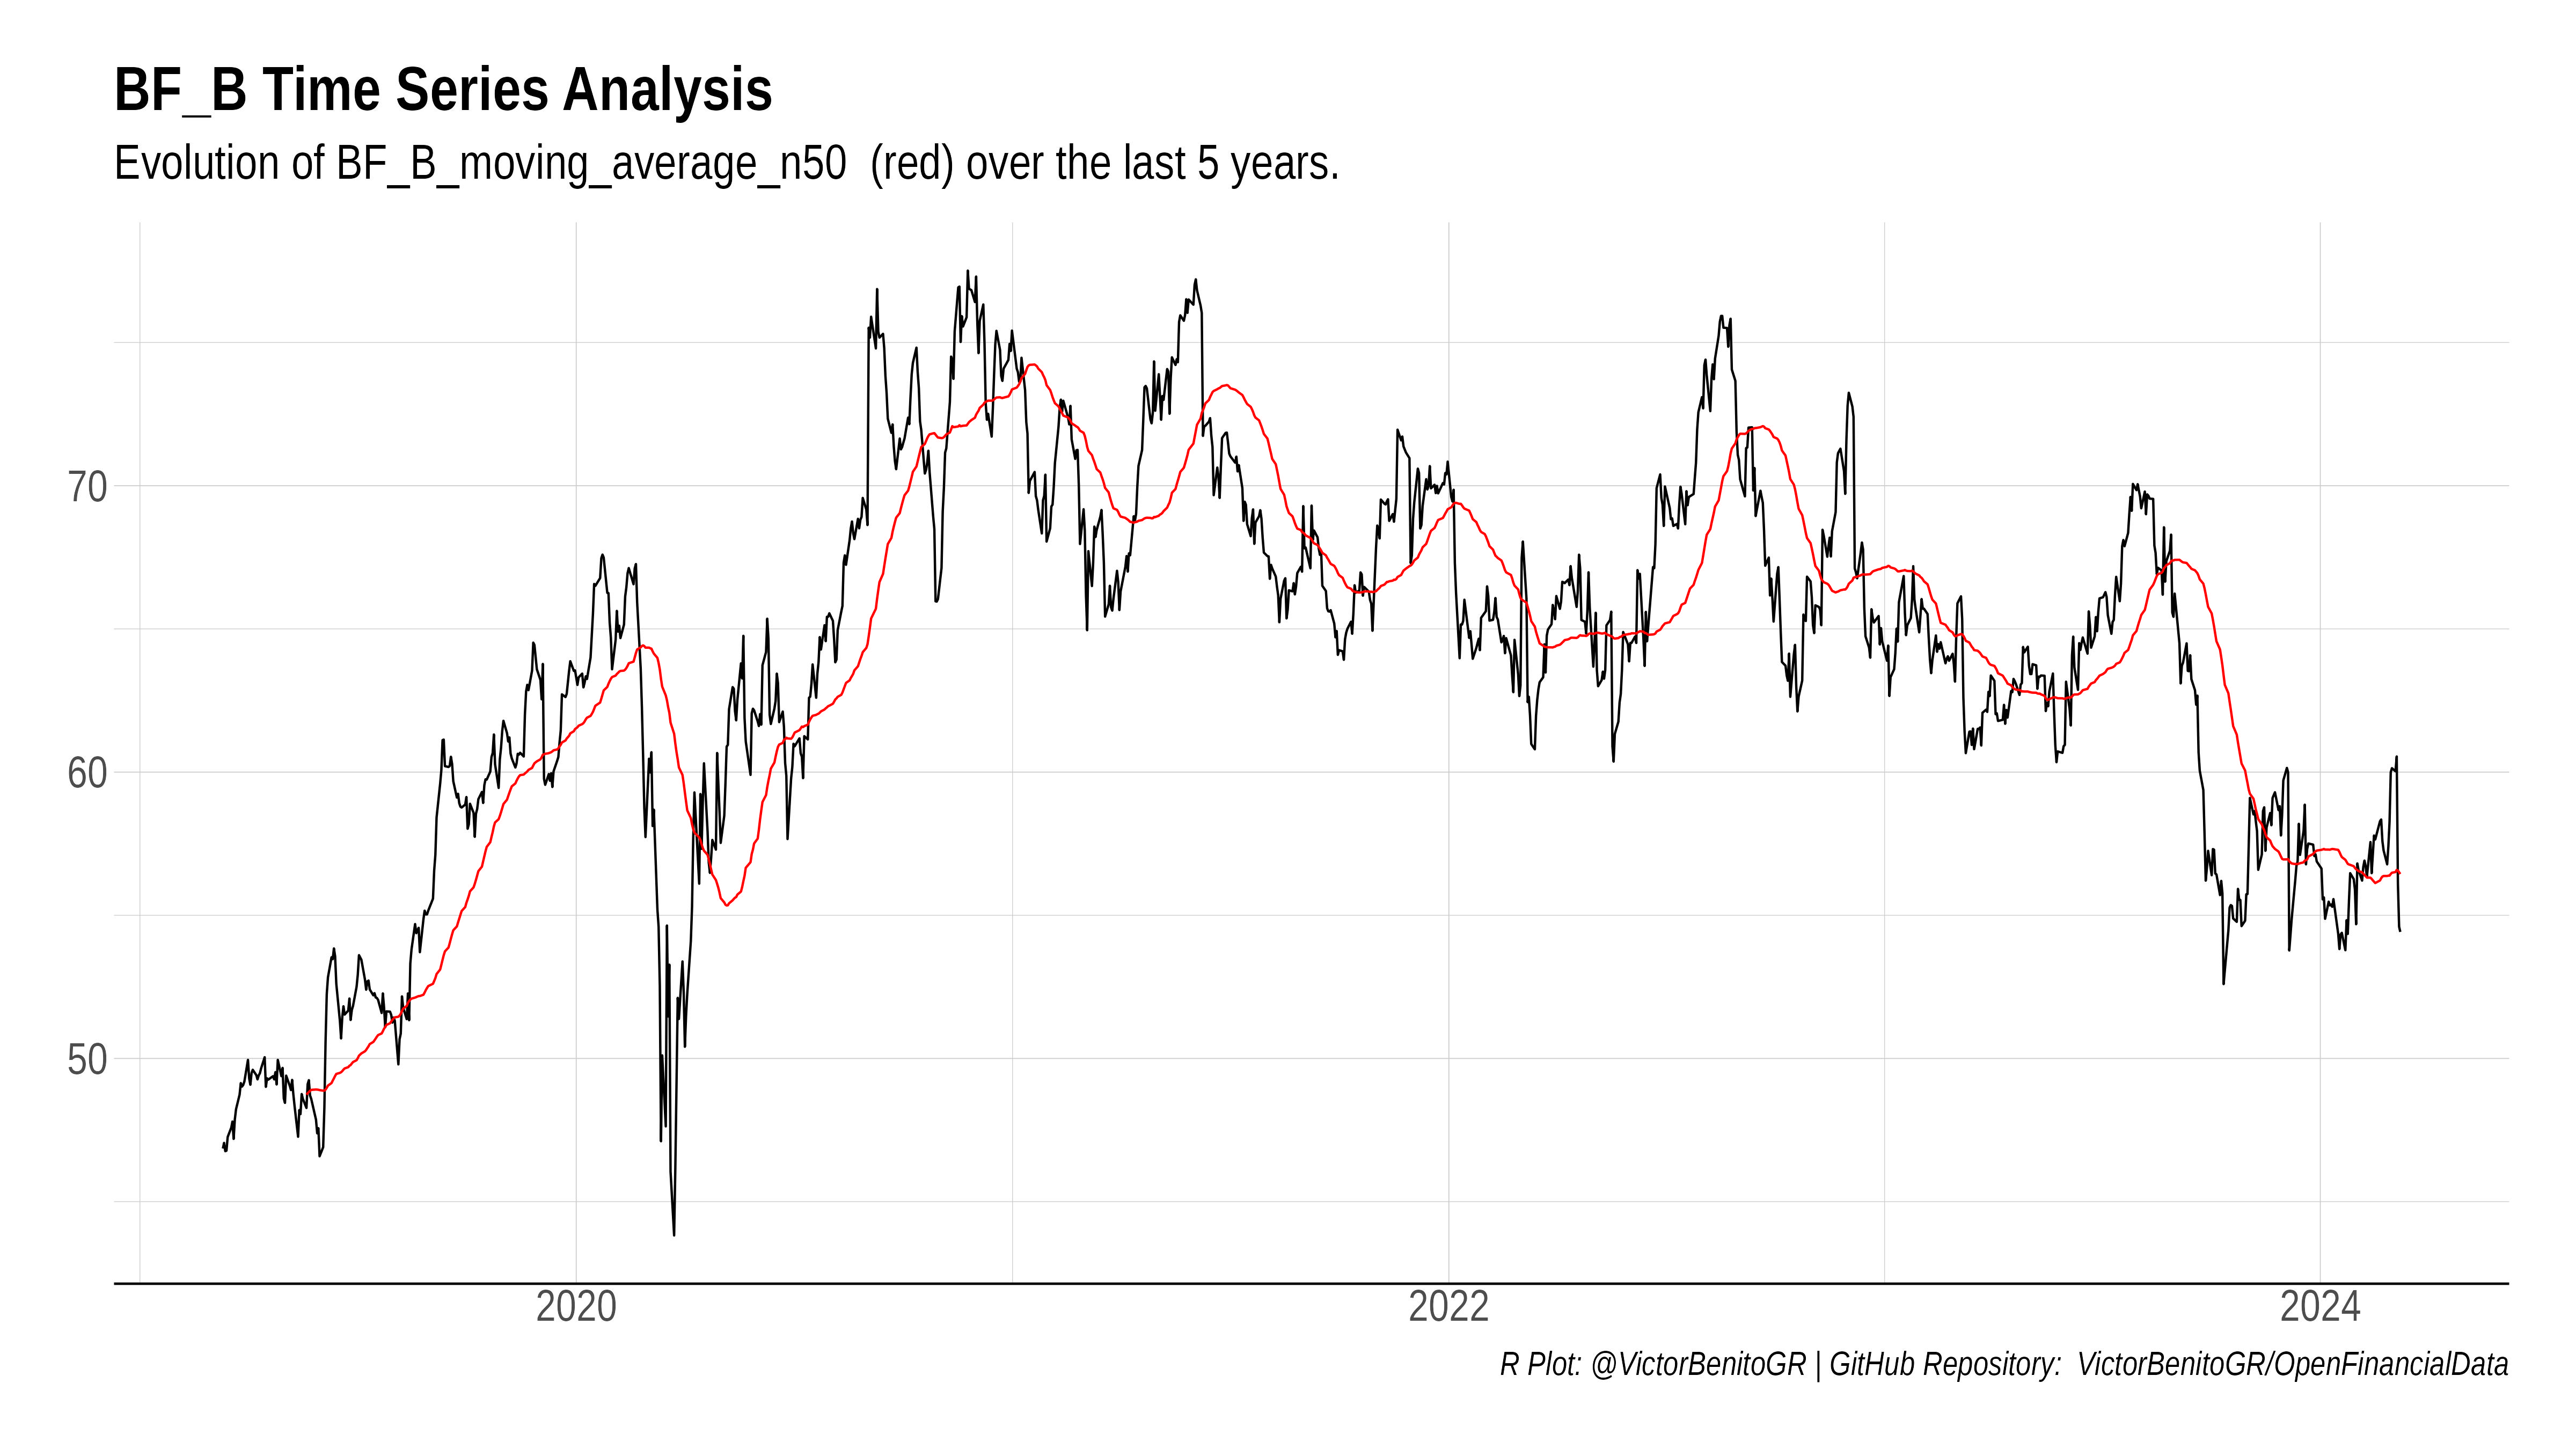 BF_B Time Series Analysis
Evolution of BF_B_moving_average_n50  (red) over the last 5 years.
70
60
50
2020 2022 2024
R Plot: @VictorBenitoGR | GitHub Repository:  VictorBenitoGR/OpenFinancialData